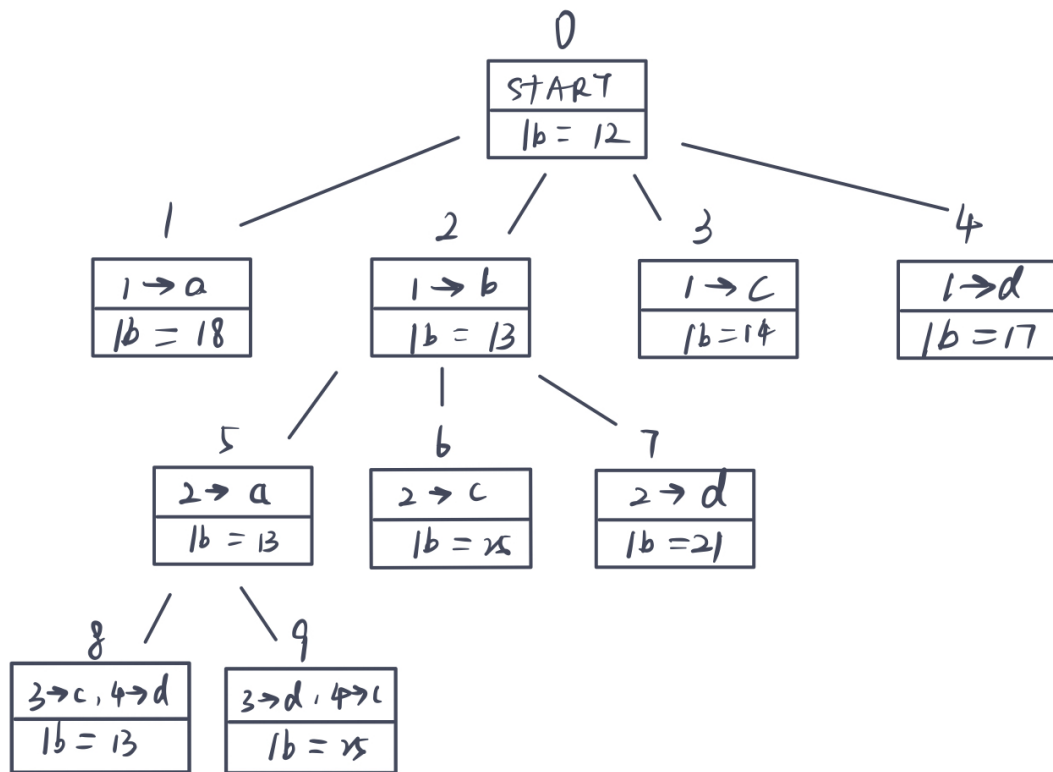 0
START
lb = 12
1
2
3
4
1 → a
lb = 18
1 → b
lb = 13
1 → c
lb = 14
1 → d
lb = 17
5
6
7
2 → a
lb = 13
2 → c
lb = 25
2 → d
lb = 21
8
9
3 → c, 4 → d
lb = 13
3 → d, 4 → c
lb = 25